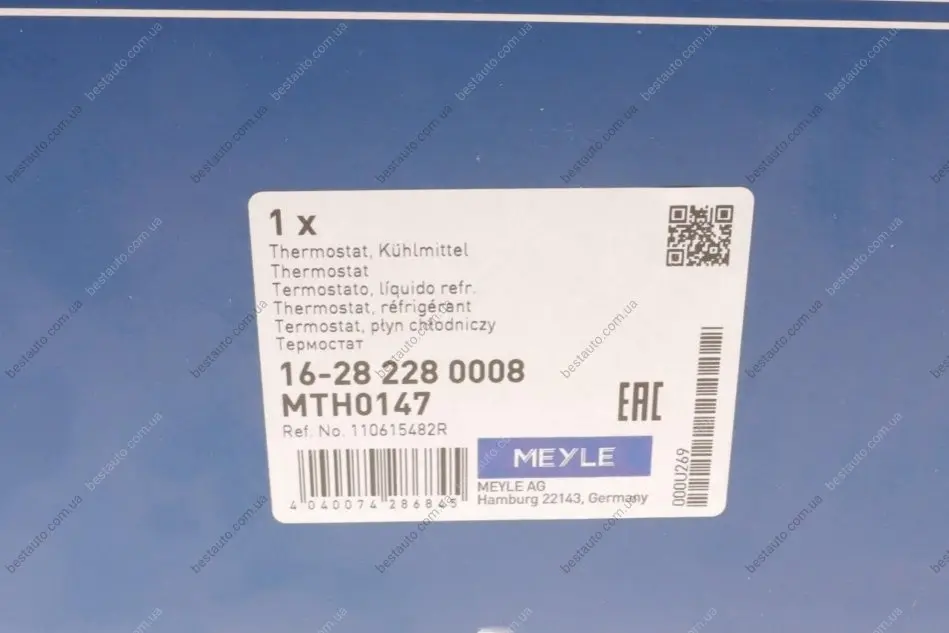 1 x
Thermostat, Kühlmittel
Thermostat
Termostato, líquido refr.
Thermostat, réfrigérant
Termostat, płyn chłodniczy
Термостат
16-28 228 0008
MTH0147
Ref. No. 110615482R
EAC
MEYLE
MEYLE AG
Hamburg 22143, Germany
4 040074 286845
000U269
bestauto.com.ua